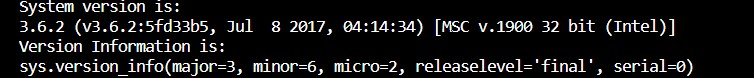 System version is:
3.6.2 (v3.6.2:5fd33b5, Jul  8 2017, 04:14:34) [MSC v.1900 32 bit (Intel)]
Version Information is:
sys.version_info(major=3, minor=6, micro=2, releaselevel='final', serial=0)